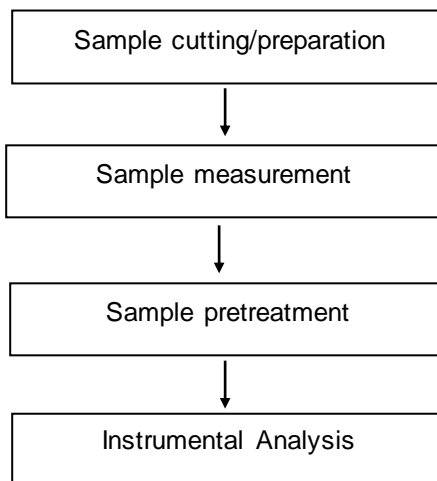 Sample cutting/preparation
Sample measurement
Sample pretreatment
Instrumental Analysis